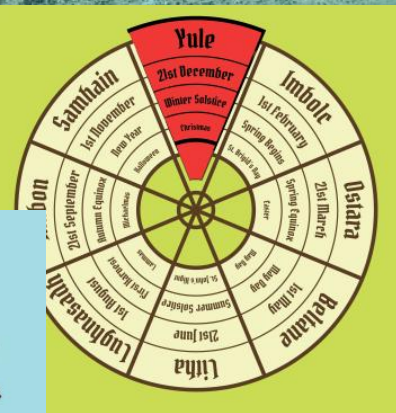 Yule
21st December
Winter Solstice
Christmas
Imbolc
1st February
Spring Begins
St. Brigid's Day
Ostara
21st March
Spring Equinox
Easter
Beltane
1st May
May Day
May Day
Litha
21st June
Summer Solstice
St. John's Night
Lughnasadh
1st August
First Harvest
Lammas
bon
21st September
Autumn Equinox
Michelmas
Samhain
1st November
New Year
Halloween